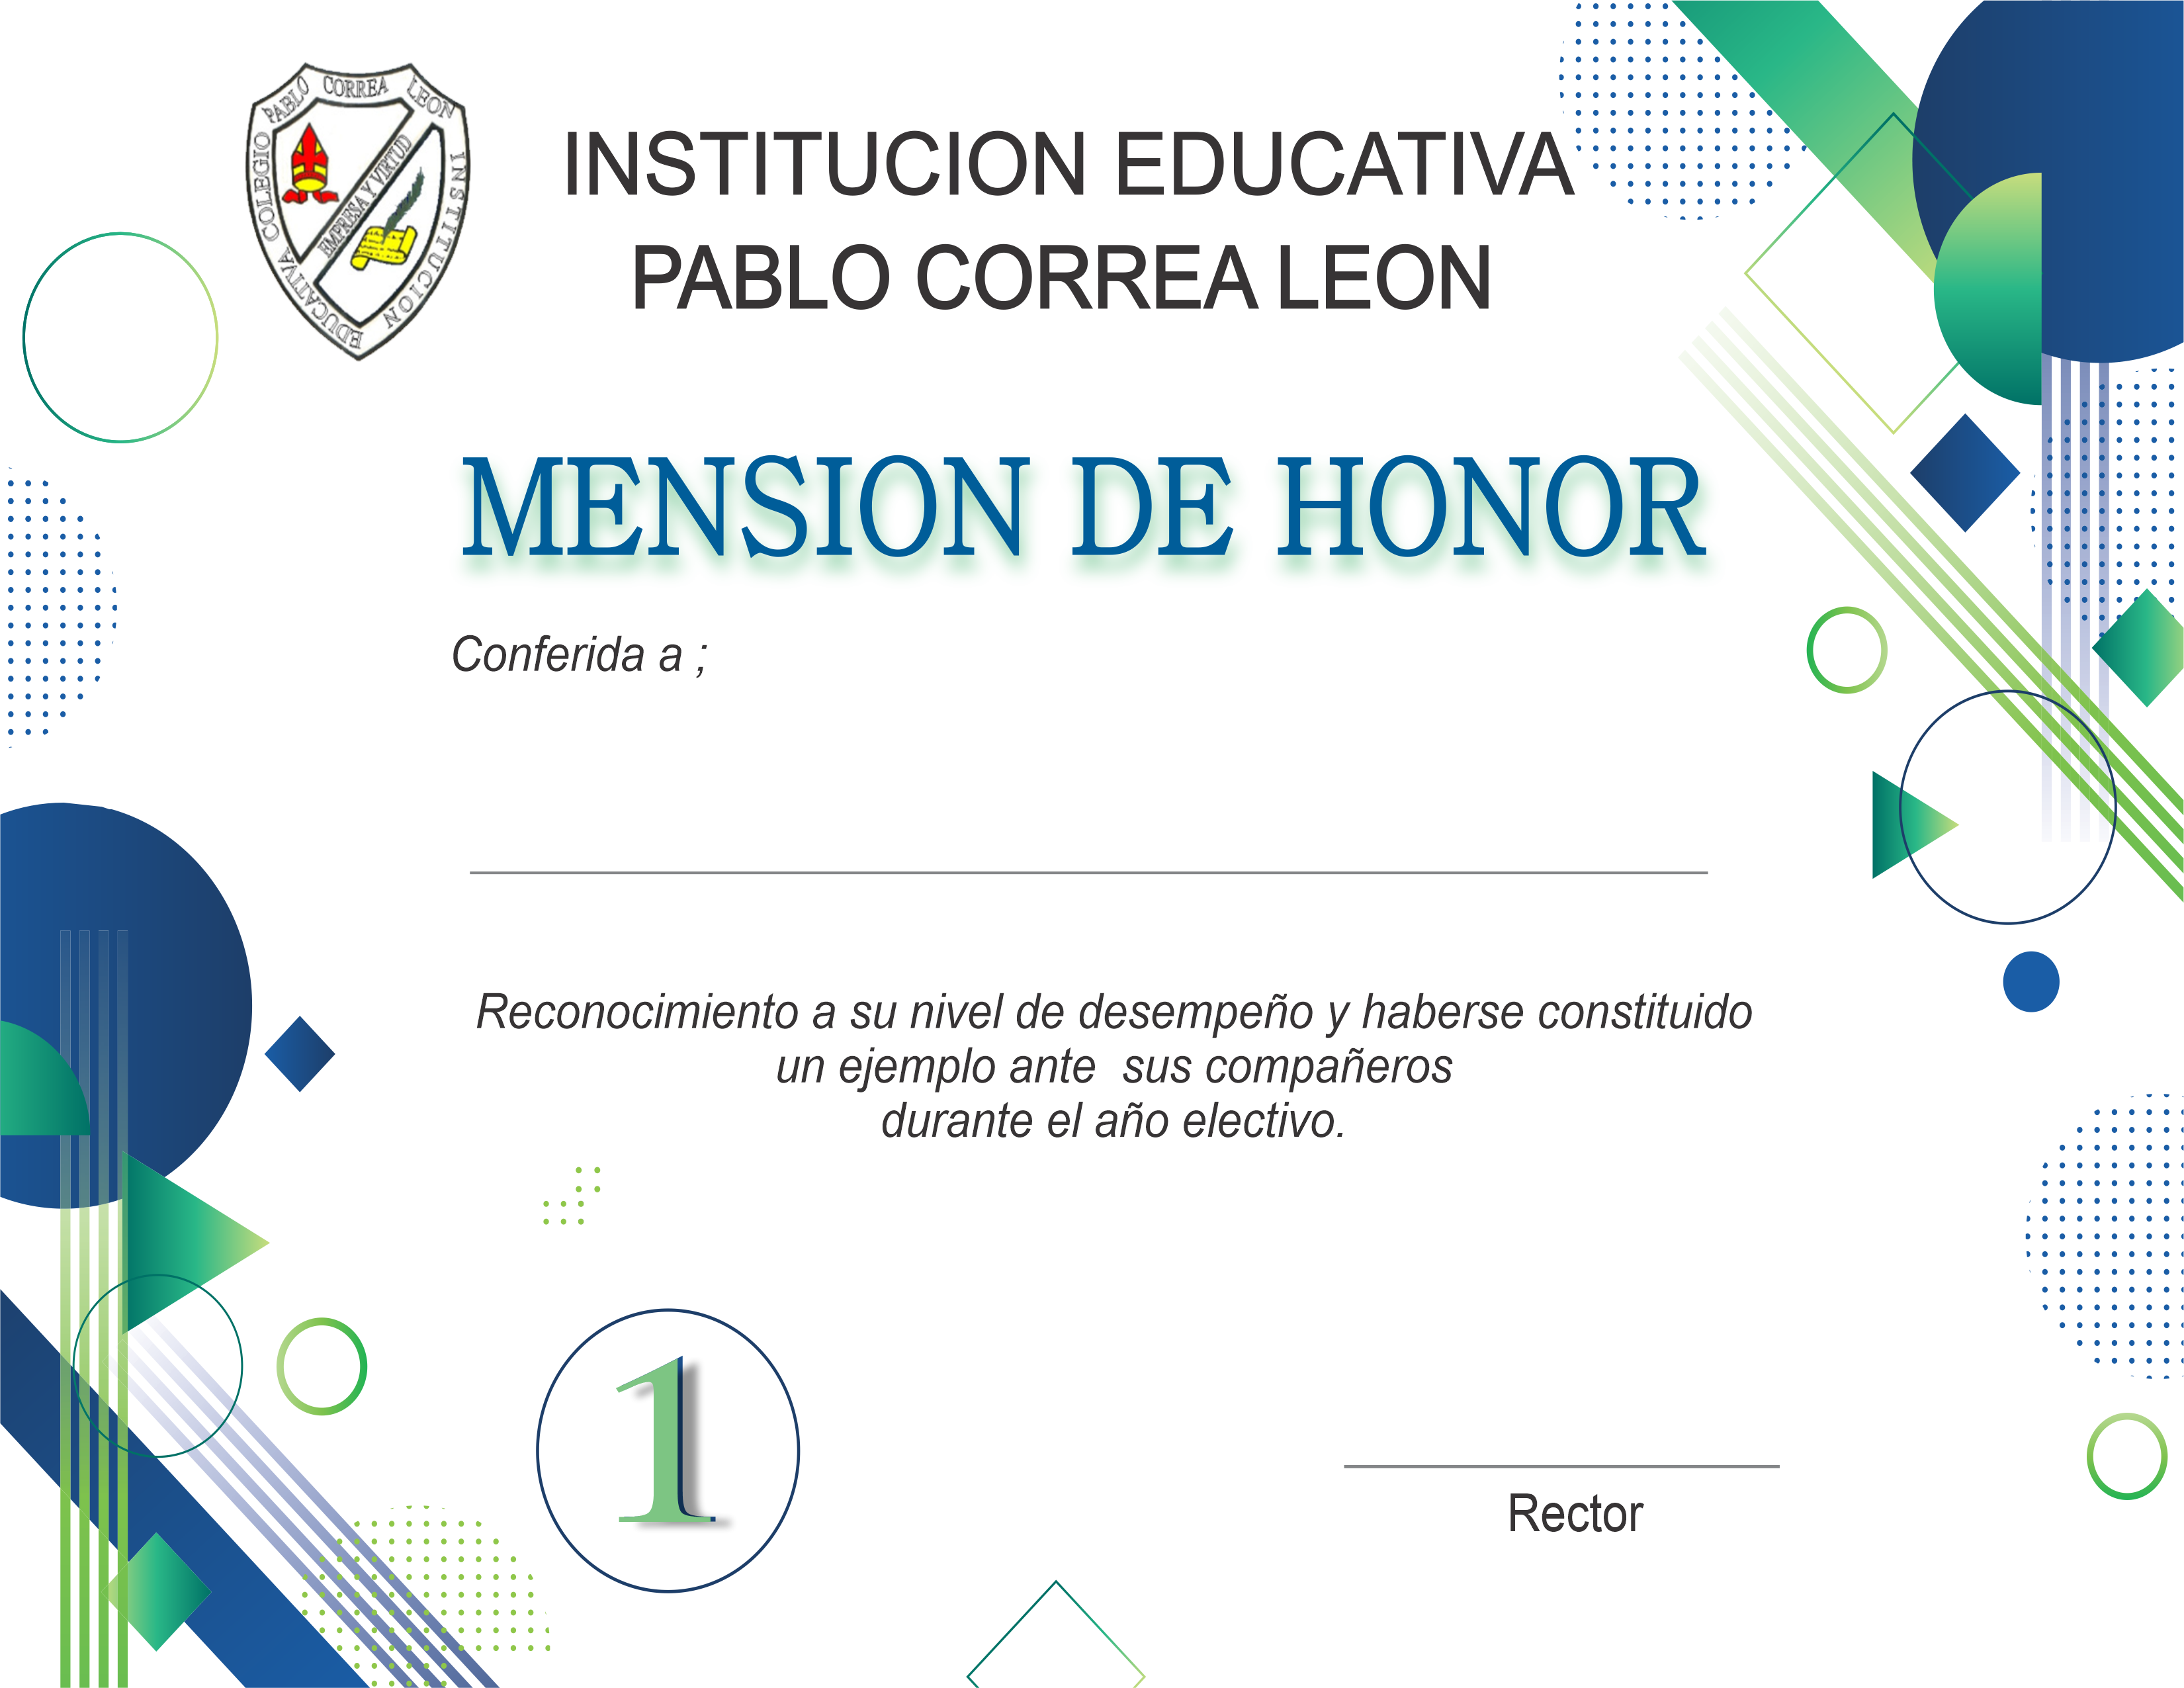 COLEGIO PABLO CORREA LEON INSTITUCION EDUCATIVA
EMPRESA Y VIRTUD
INSTITUCION EDUCATIVA
PABLO CORREA LEON
MENSION DE HONOR
Conferida a ;
Reconocimiento a su nivel de desempeño y haberse constituido
un ejemplo ante  sus compañeros
durante el año electivo.
1
Rector